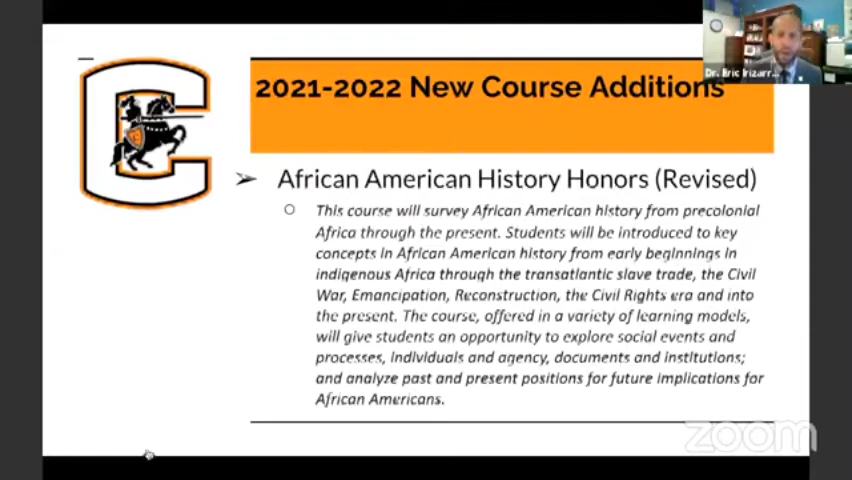 Dr. Eric Irizarr...
2021-2022 New Course Additions
➢ African American History Honors (Revised)
○ This course will survey African American history from precolonial
Africa through the present. Students will be introduced to key
concepts in African American history from early beginnings in
indigenous Africa through the transatlantic slave trade, the Civil
War, Emancipation, Reconstruction, the Civil Rights era and into
the present. The course, offered in a variety of learning models,
will give students an opportunity to explore social events and
processes, individuals and agency, documents and institutions;
and analyze past and present positions for future implications for
African Americans.
zoom